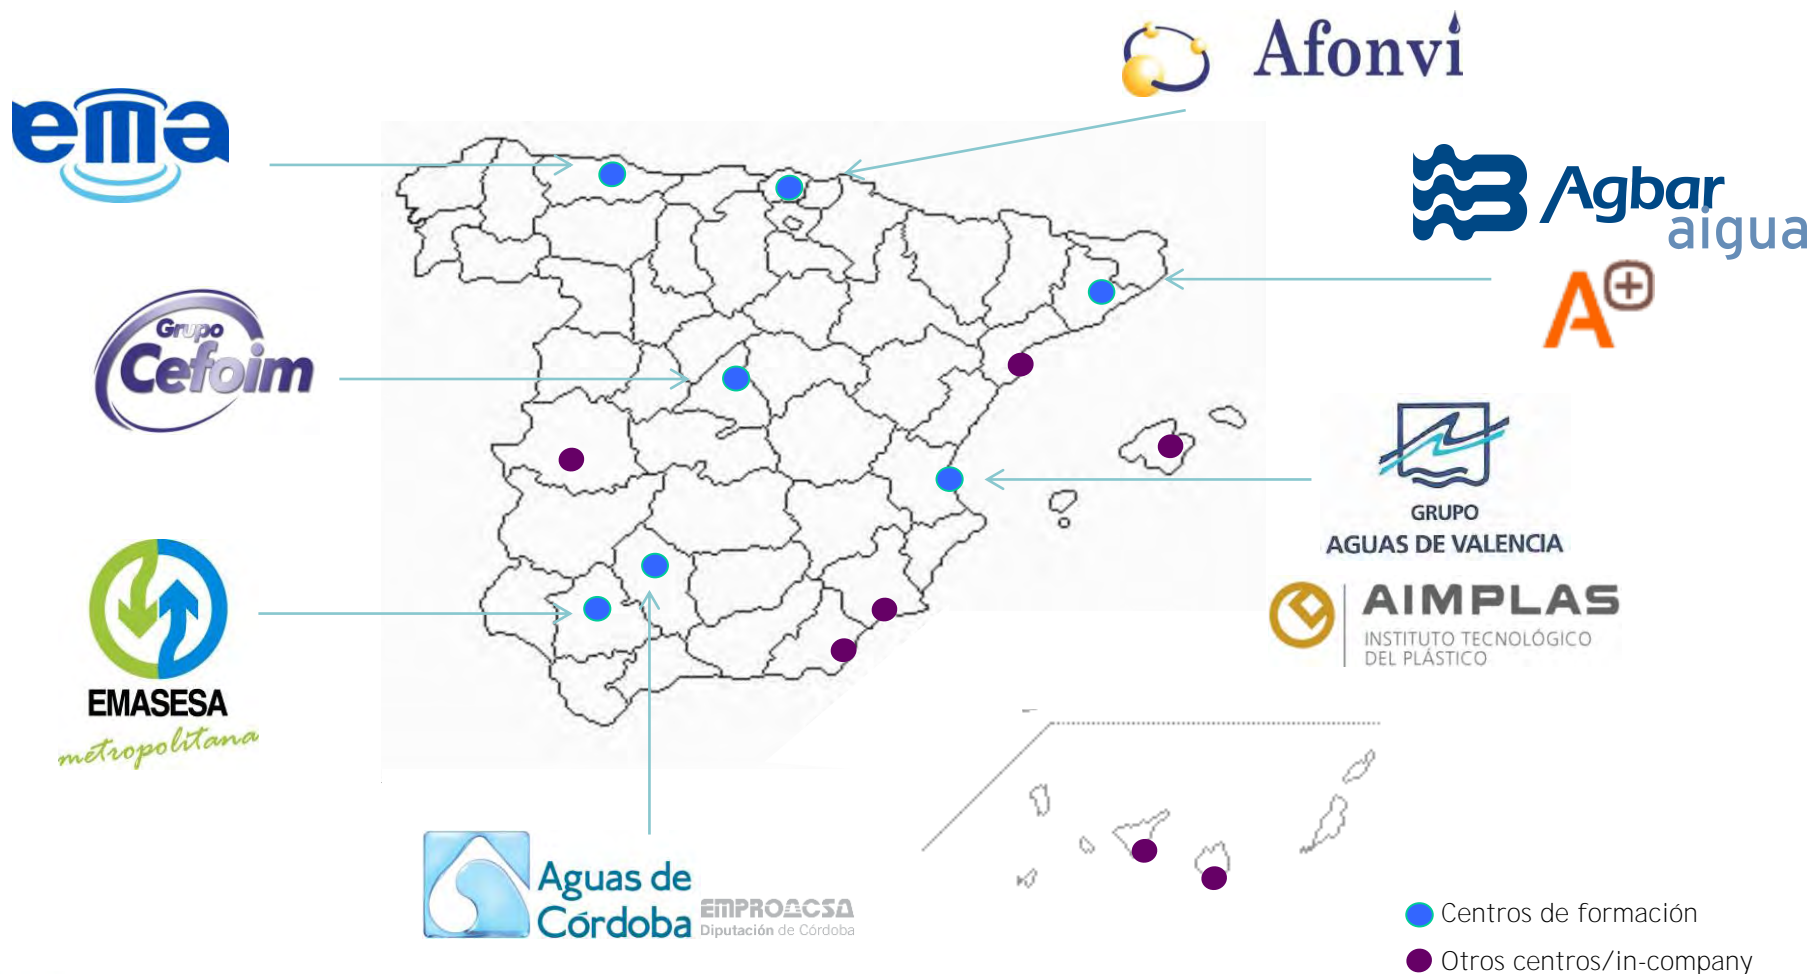 Afonvi
ema
Agbar
aigua
A+
Grupo
Cefoim
GRUPO
AGUAS DE VALENCIA
AIMPLAS
INSTITUTO TECNOLÓGICO
DEL PLÁSTICO
EMASESA
metropolitana
Aguas de
Córdoba
EMPROACSA
Diputación de Córdoba
Centros de formación
Otros centros/in-company